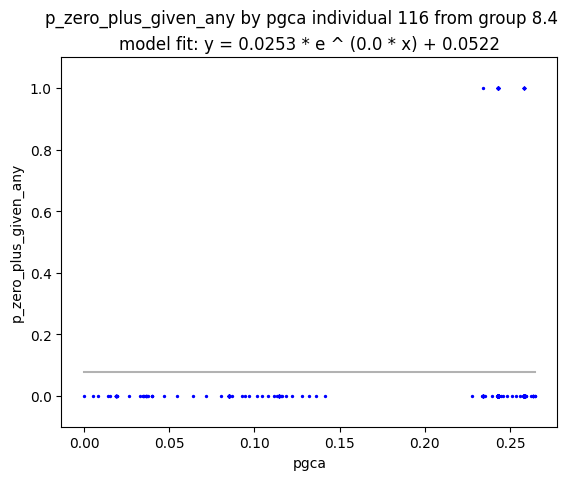 p_zero_plus_given_any by pgca individual 116 from group 8.4
model fit: y = 0.0253 * e ^ (0.0 * x) + 0.0522
1.0
0.8
0.6
0.4
0.2
0.0
p_zero_plus_given_any
0.00 0.05 0.10 0.15 0.20 0.25
pgca